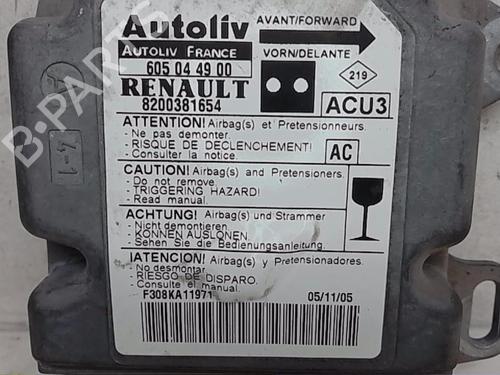 Autoliv
AVANT/FORWARD
AUTOLIV FRANCE
VORN/DELANTE
605 04 49 00
RENAULT
8200381654
219
ACU3
ATTENTION! Airbag(s) et Pretensionneurs.
- Ne pas demonter.
- RISQUE DE DECLENCHEMENT!
- Consulter la notice.
AC
CAUTION! Airbag(s) and Pretensioners.
- Do not remove.
- TRIGGERING HAZARD!
- Read manual.
ACHTUNG! Airbag(s) und Strammer
- Nicht demontieren.
- KONNEN AUSLONEN.
- Sehen Sie die Bedienungsanleitung.
¡ATENCION! Airbag(s) y Pretensionadores.
- No desmontar.
- RIESGO DE DISPARO.
- Consulte el manual.
F308KA11971
05/11/05
B-PARTS